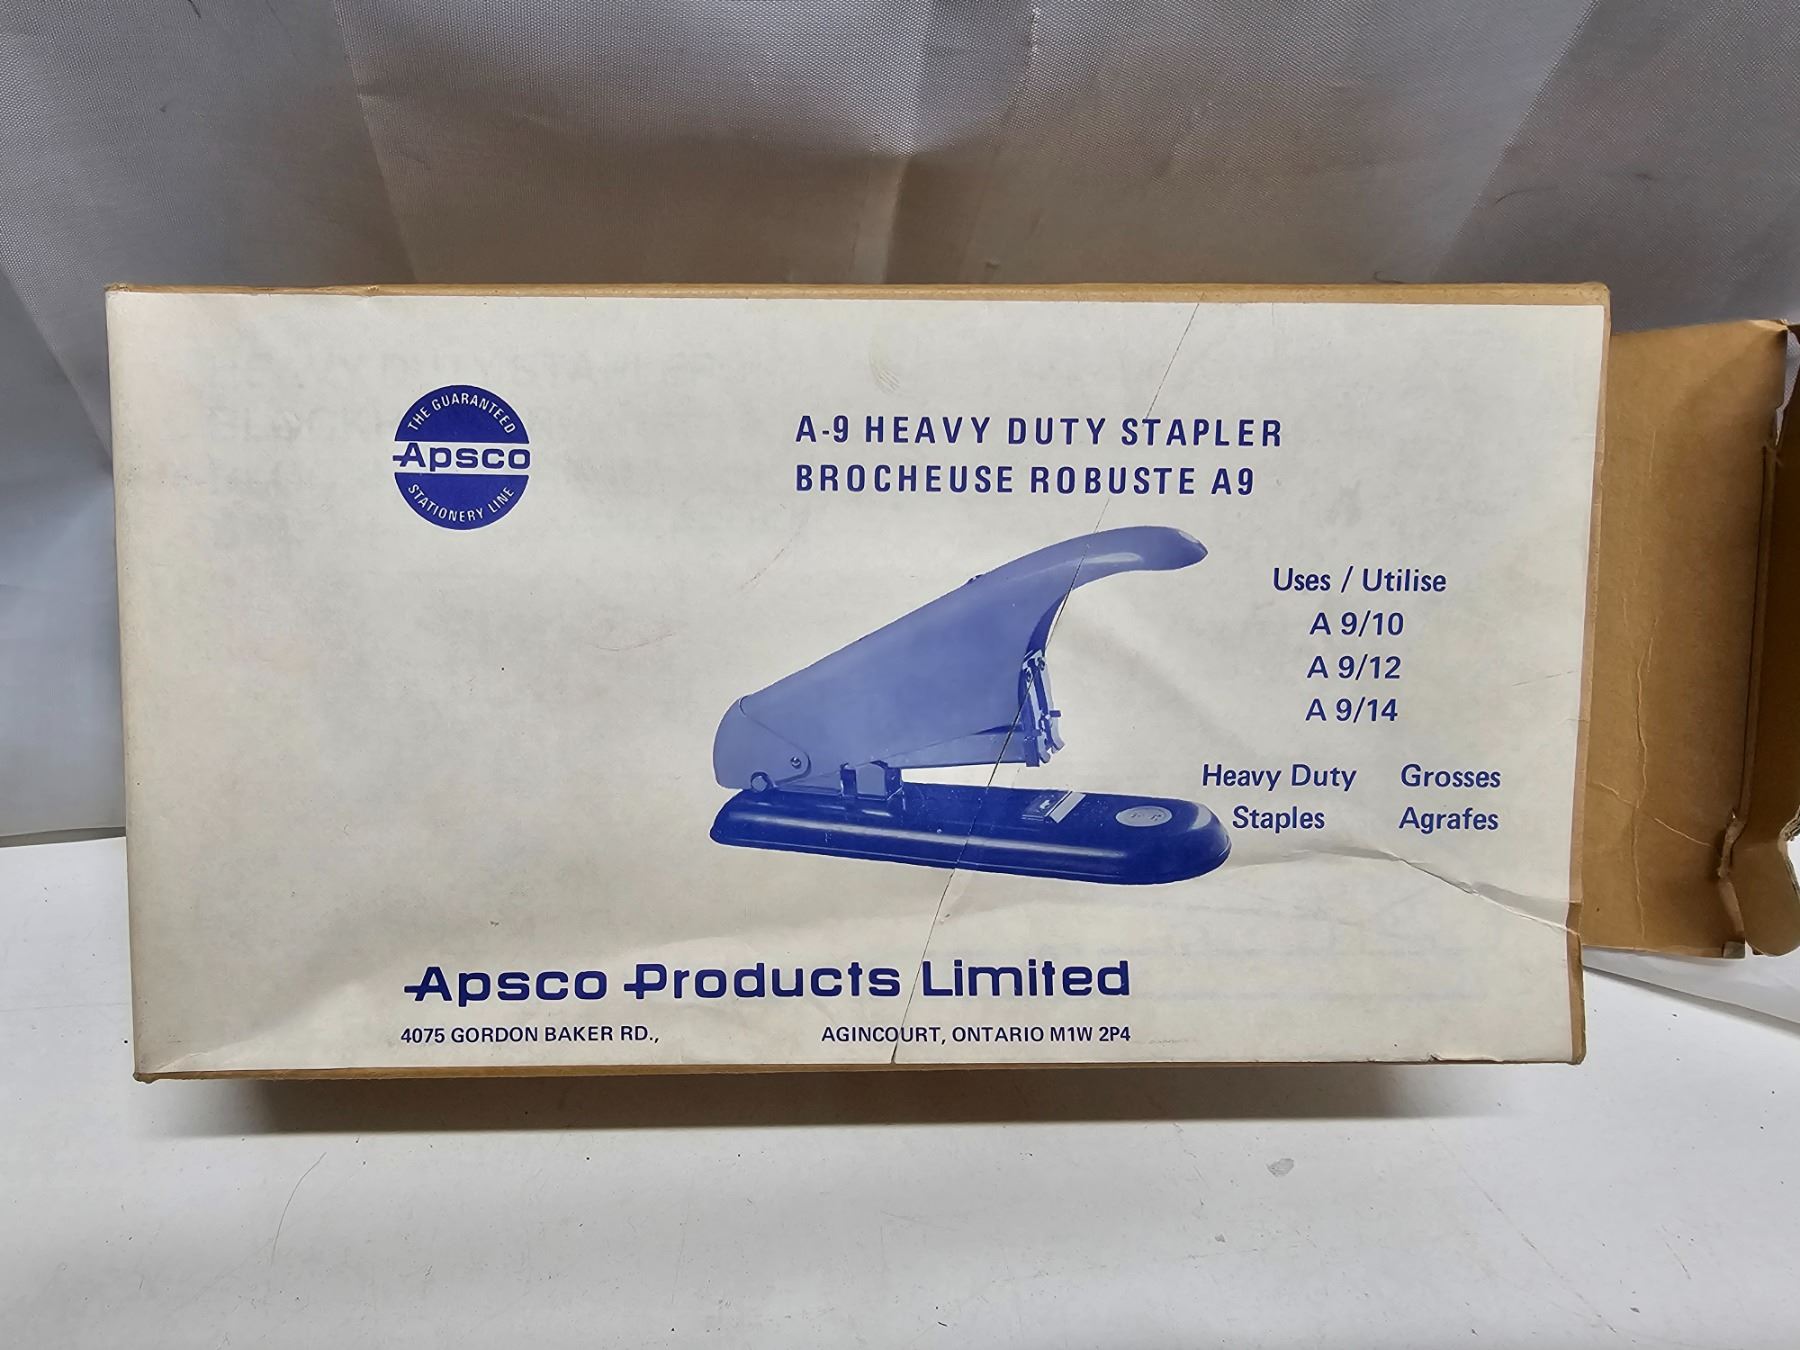 THE GUARANTEED
Apsco
STATIONERY LINE
A-9 HEAVY DUTY STAPLER
BROCHEUSE ROBUSTE A9
Uses / Utilise
A 9/10
A 9/12
A 9/14
Heavy Duty Grosses
Staples Agrafes
Apsco Products Limited
4075 GORDON BAKER RD., AGINCOURT, ONTARIO M1W 2P4